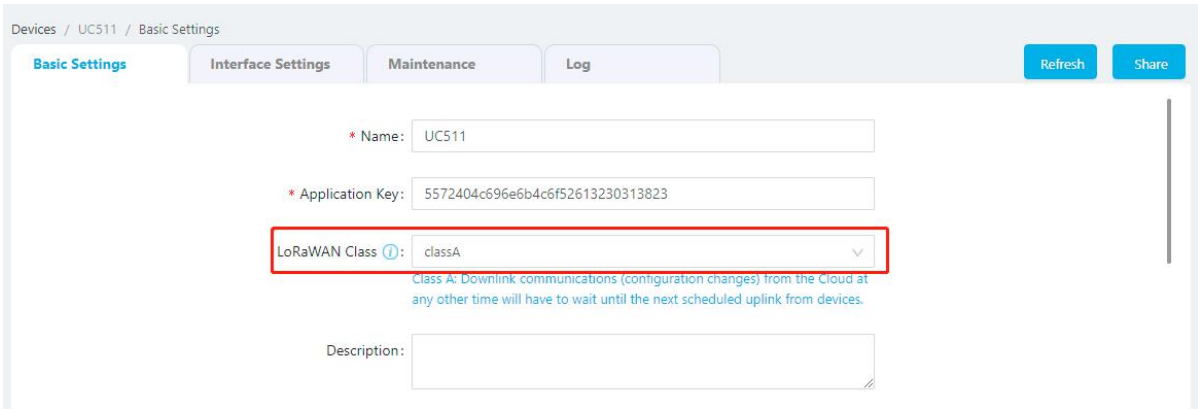 Devices / UC511 / Basic Settings
Basic Settings
Interface Settings
Maintenance
Log
Refresh
Share
* Name:
UC511
* Application Key:
5572404c696e6b4c6f52613230313823
LoRaWAN Class i :
classA
Class A: Downlink communications (configuration changes) from the Cloud at
any other time will have to wait until the next scheduled uplink from devices.
Description: